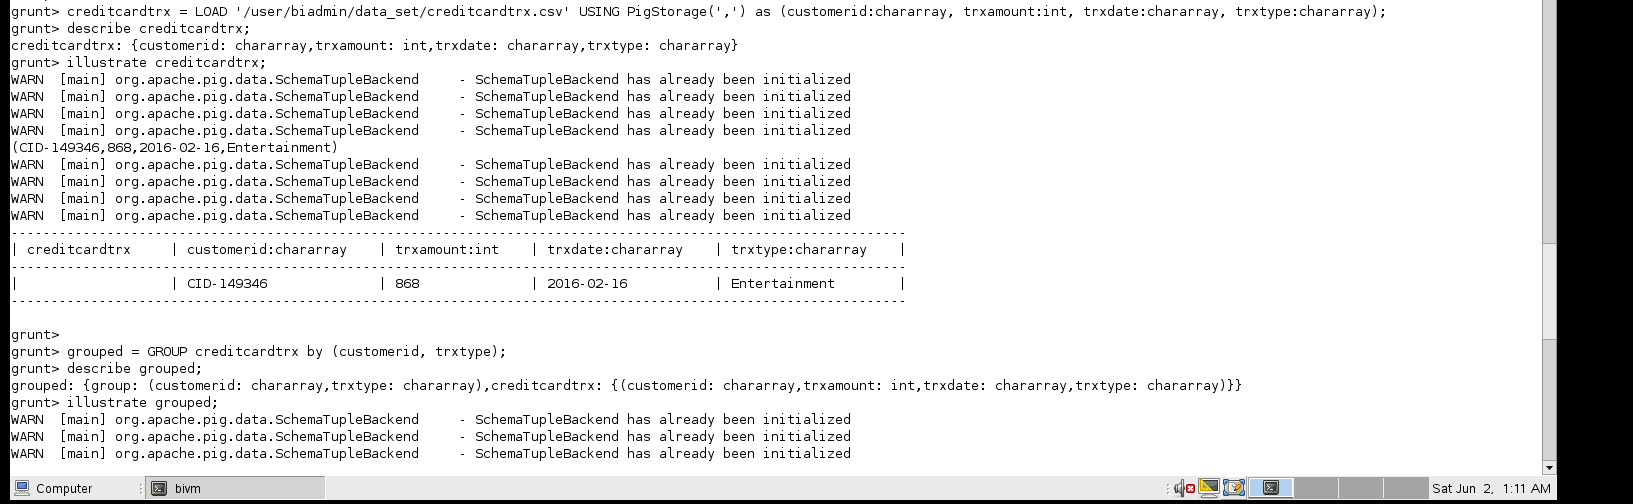 grunt> creditcardtrx = LOAD '/user/biadmin/data_set/creditcardtrx.csv' USING PigStorage(',') as (customerid:chararray, trxamount:int, trxdate:chararray, trxtype:chararray);
grunt> describe creditcardtrx;
creditcardtrx: {customerid: chararray,trxamount: int,trxdate: chararray,trxtype: chararray}
grunt> illustrate creditcardtrx;
WARN  [main] org.apache.pig.data.SchemaTupleBackend     - SchemaTupleBackend has already been initialized
WARN  [main] org.apache.pig.data.SchemaTupleBackend     - SchemaTupleBackend has already been initialized
WARN  [main] org.apache.pig.data.SchemaTupleBackend     - SchemaTupleBackend has already been initialized
WARN  [main] org.apache.pig.data.SchemaTupleBackend     - SchemaTupleBackend has already been initialized
(CID-149346,868,2016-02-16,Entertainment)
WARN  [main] org.apache.pig.data.SchemaTupleBackend     - SchemaTupleBackend has already been initialized
WARN  [main] org.apache.pig.data.SchemaTupleBackend     - SchemaTupleBackend has already been initialized
WARN  [main] org.apache.pig.data.SchemaTupleBackend     - SchemaTupleBackend has already been initialized
WARN  [main] org.apache.pig.data.SchemaTupleBackend     - SchemaTupleBackend has already been initialized
----------------------------------------------------------------------------------------------------------------
| creditcardtrx     | customerid:chararray    | trxamount:int    | trxdate:chararray    | trxtype:chararray    |
----------------------------------------------------------------------------------------------------------------
|                   | CID-149346              | 868              | 2016-02-16           | Entertainment        |
----------------------------------------------------------------------------------------------------------------
grunt>
grunt> grouped = GROUP creditcardtrx by (customerid, trxtype);
grunt> describe grouped;
grouped: {group: (customerid: chararray,trxtype: chararray),creditcardtrx: {(customerid: chararray,trxamount: int,trxdate: chararray,trxtype: chararray)}}
grunt> illustrate grouped;
WARN  [main] org.apache.pig.data.SchemaTupleBackend     - SchemaTupleBackend has already been initialized
WARN  [main] org.apache.pig.data.SchemaTupleBackend     - SchemaTupleBackend has already been initialized
WARN  [main] org.apache.pig.data.SchemaTupleBackend     - SchemaTupleBackend has already been initialized
Computer bivm Sat Jun 2, 1:11 AM